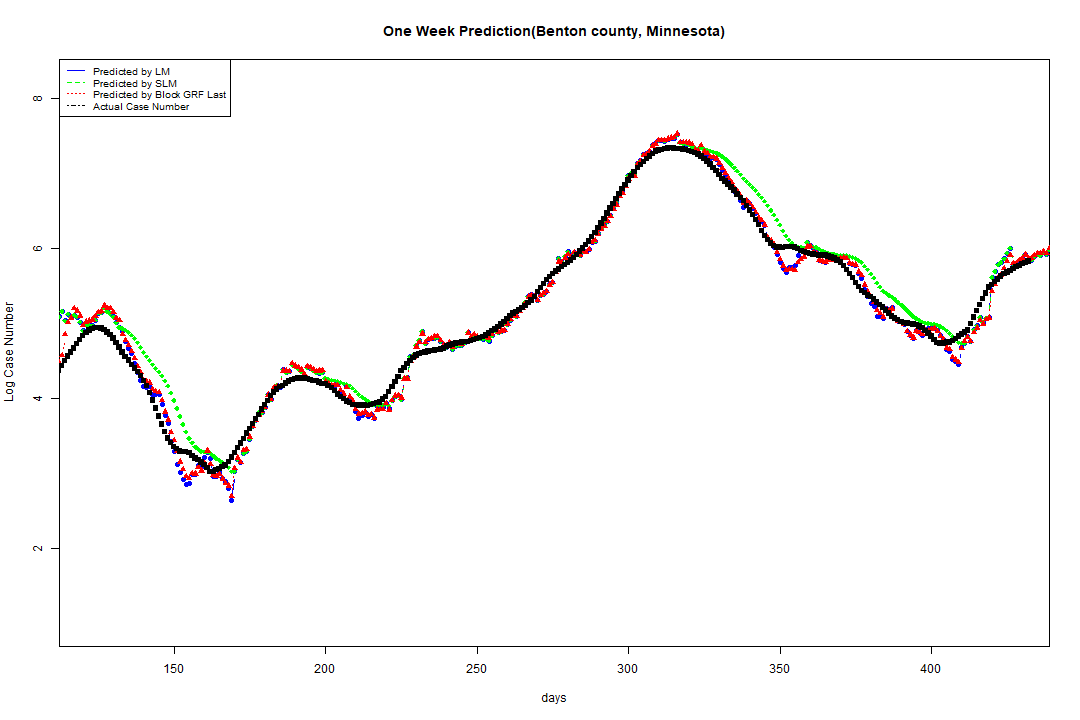 One Week Prediction(Benton county, Minnesota)
Predicted by LM
Predicted by SLM
Predicted by Block GRF Last
Actual Case Number
Log Case Number
8
6
4
2
150 200 250 300 350 400
days